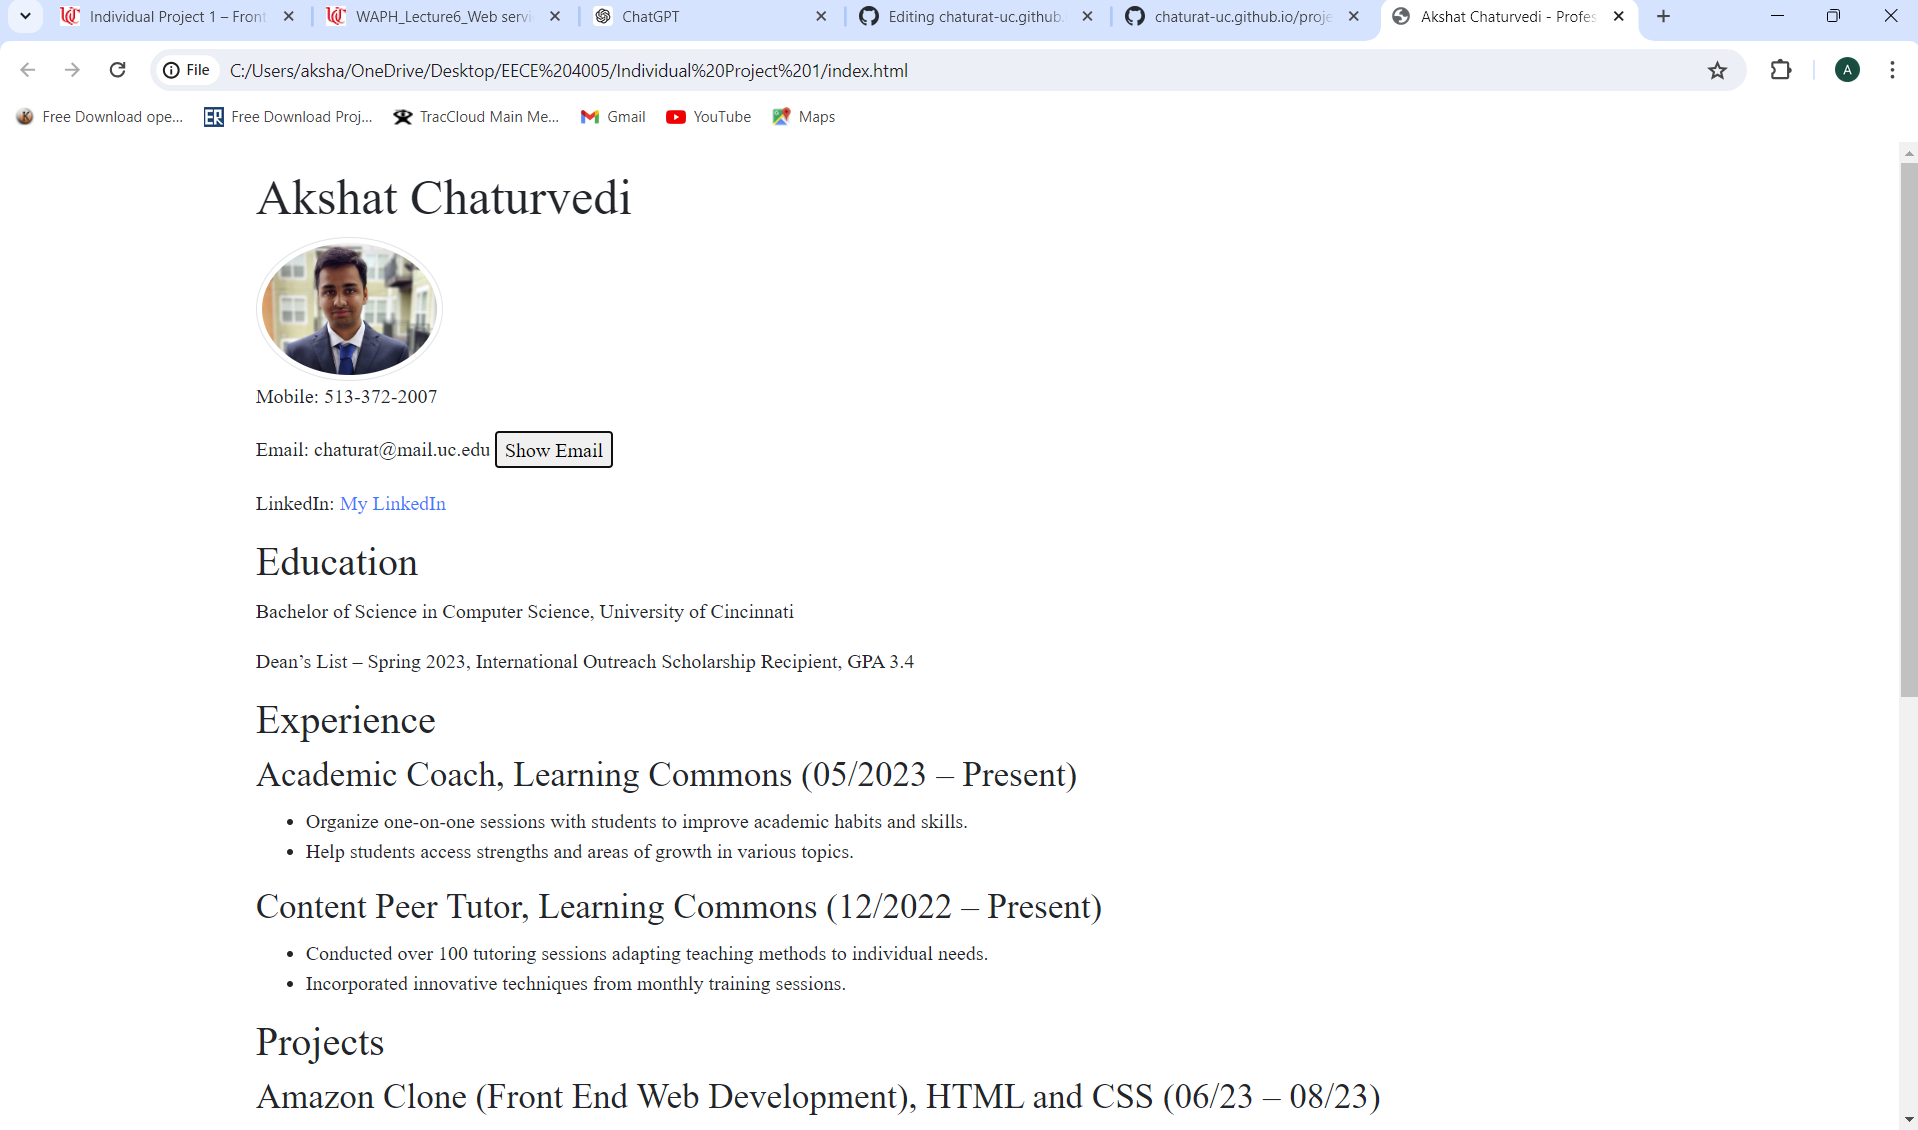 Individual Project 1 – Front
WAPH_Lecture6_Web servi
ChatGPT
Editing chaturat-uc.github.
chaturat-uc.github.io/proje
Akshat Chaturvedi - Profes
File
C:/Users/aksha/OneDrive/Desktop/EECE%204005/Individual%20Project%201/index.html
A
Free Download ope...
ER
Free Download Proj...
TracCloud Main Me...
Gmail
YouTube
Maps
Akshat Chaturvedi
Mobile: 513-372-2007
Email: chaturat@mail.uc.edu Show Email
LinkedIn: My LinkedIn
Education
Bachelor of Science in Computer Science, University of Cincinnati
Dean’s List – Spring 2023, International Outreach Scholarship Recipient, GPA 3.4
Experience
Academic Coach, Learning Commons (05/2023 – Present)
• Organize one-on-one sessions with students to improve academic habits and skills.
• Help students access strengths and areas of growth in various topics.
Content Peer Tutor, Learning Commons (12/2022 – Present)
• Conducted over 100 tutoring sessions adapting teaching methods to individual needs.
• Incorporated innovative techniques from monthly training sessions.
Projects
Amazon Clone (Front End Web Development), HTML and CSS (06/23 – 08/23)